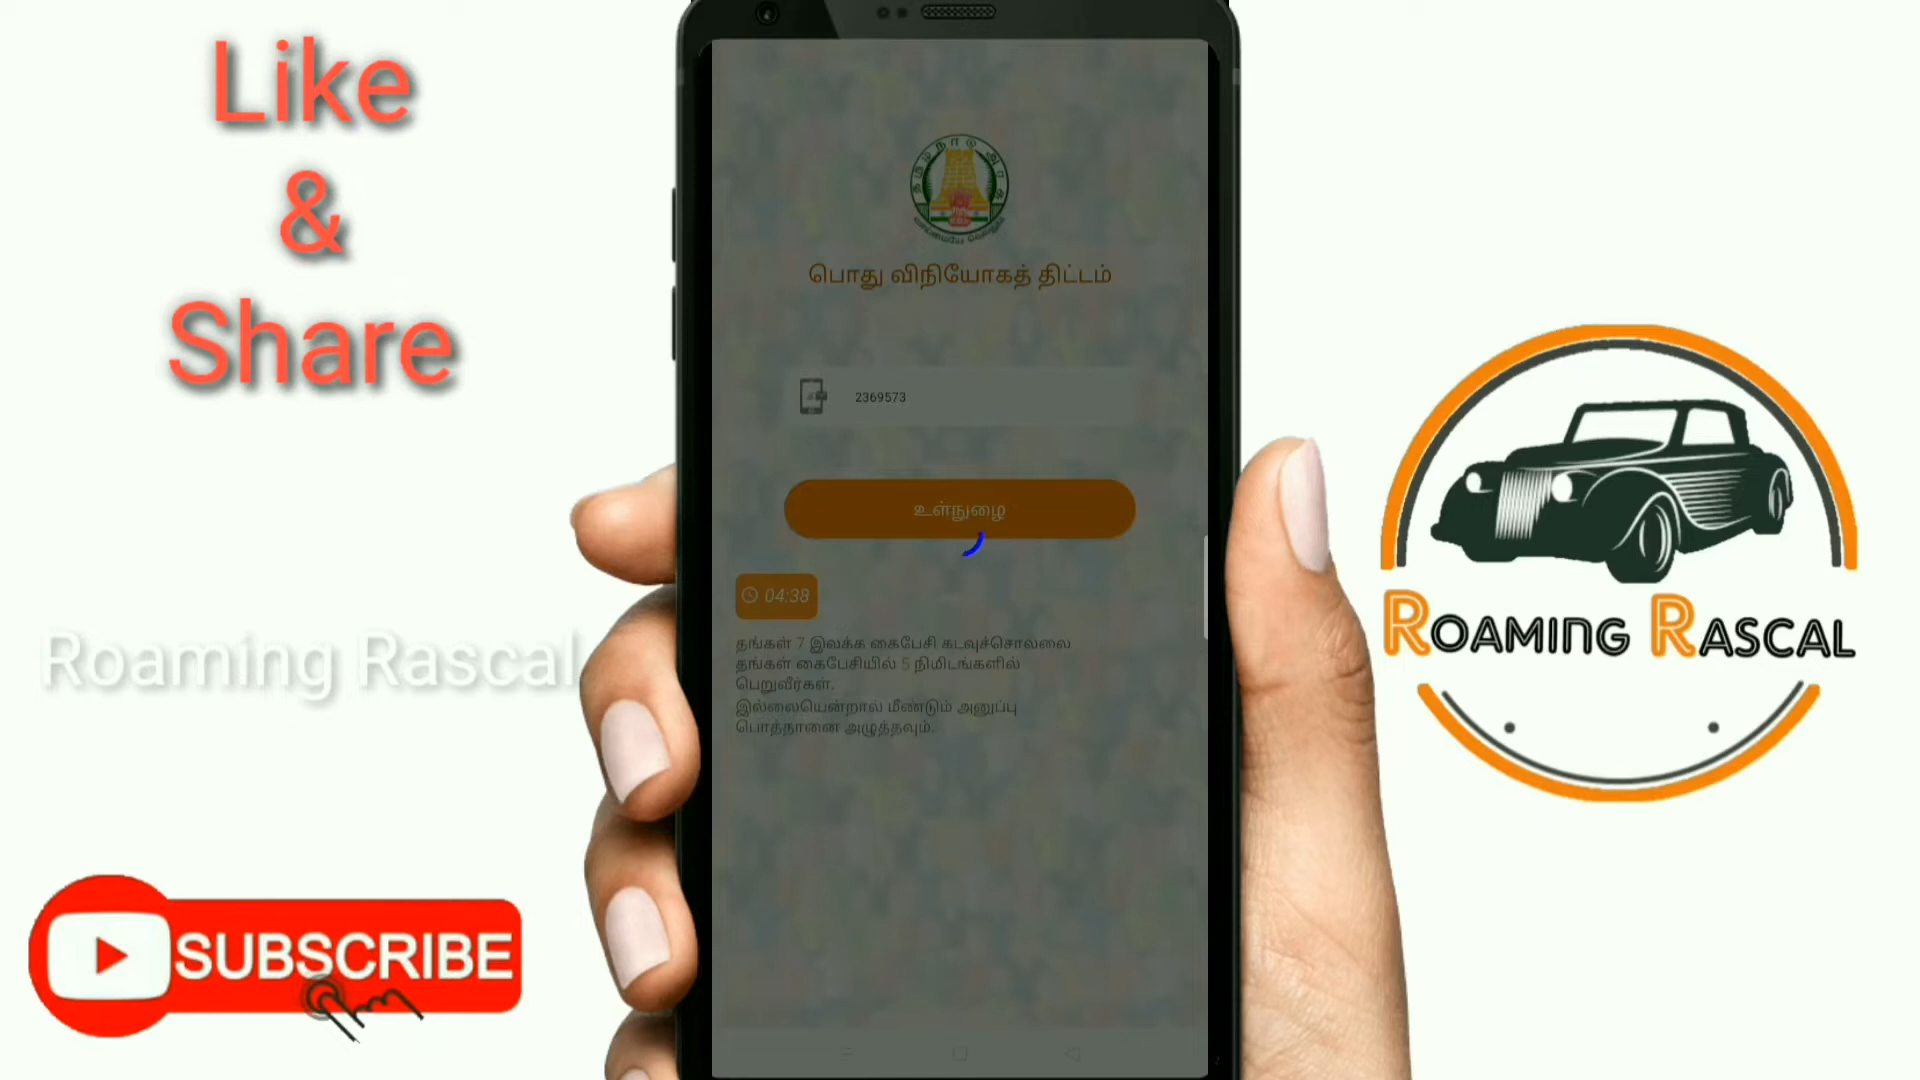 Like
&
Share
பொது விநியோகத் திட்டம்
2369573
உள்நுழை
04:38
தங்கள் 7 இலக்க கைபேசி கடவுச்சொல்லை
தங்கள் கைபேசியில் 5 நிமிடங்களில்
பெறுவீர்கள்.
இல்லையென்றால் மீண்டும் அனுப்பு
பொத்தானை அழுத்தவும்.
Roaming Rascal
SUBSCRIBE
ROAMING RASCAL